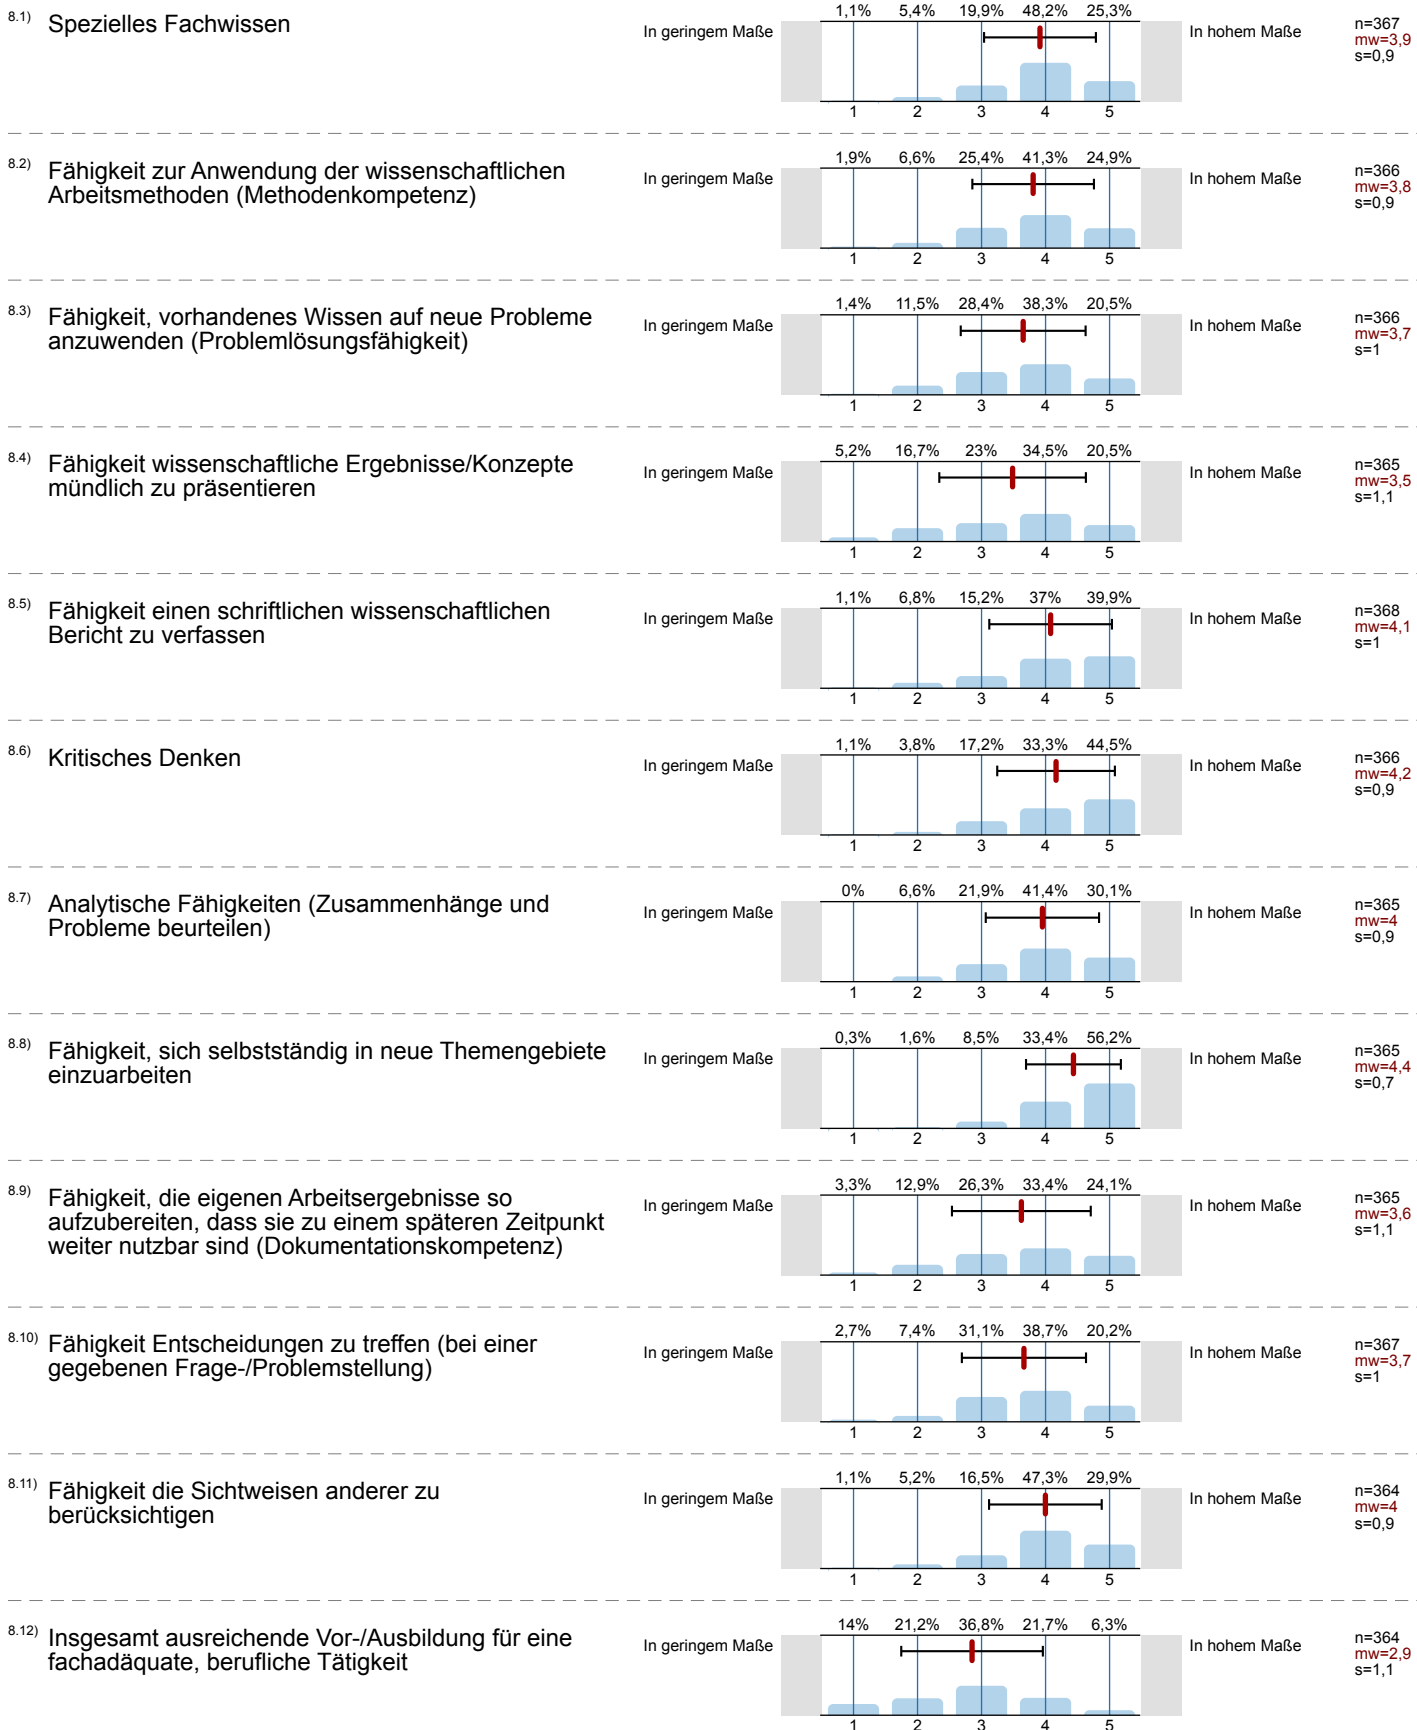 8.1) Spezielles Fachwissen
In geringem Maße
1,1% 5,4% 19,9% 48,2% 25,3%
1 2 3 4 5
In hohem Maße
n=367
mw=3,9
s=0,9
8.2) Fähigkeit zur Anwendung der wissenschaftlichen
Arbeitsmethoden (Methodenkompetenz)
In geringem Maße
1,9% 6,6% 25,4% 41,3% 24,9%
1 2 3 4 5
In hohem Maße
n=366
mw=3,8
s=0,9
8.3) Fähigkeit, vorhandenes Wissen auf neue Probleme
anzuwenden (Problemlösungsfähigkeit)
In geringem Maße
1,4% 11,5% 28,4% 38,3% 20,5%
1 2 3 4 5
In hohem Maße
n=366
mw=3,7
s=1
8.4) Fähigkeit wissenschaftliche Ergebnisse/Konzepte
mündlich zu präsentieren
In geringem Maße
5,2% 16,7% 23% 34,5% 20,5%
1 2 3 4 5
In hohem Maße
n=365
mw=3,5
s=1,1
8.5) Fähigkeit einen schriftlichen wissenschaftlichen
Bericht zu verfassen
In geringem Maße
1,1% 6,8% 15,2% 37% 39,9%
1 2 3 4 5
In hohem Maße
n=368
mw=4,1
s=1
8.6) Kritisches Denken
In geringem Maße
1,1% 3,8% 17,2% 33,3% 44,5%
1 2 3 4 5
In hohem Maße
n=366
mw=4,2
s=0,9
8.7) Analytische Fähigkeiten (Zusammenhänge und
Probleme beurteilen)
In geringem Maße
0% 6,6% 21,9% 41,4% 30,1%
1 2 3 4 5
In hohem Maße
n=365
mw=4
s=0,9
8.8) Fähigkeit, sich selbstständig in neue Themengebiete
einzuarbeiten
In geringem Maße
0,3% 1,6% 8,5% 33,4% 56,2%
1 2 3 4 5
In hohem Maße
n=365
mw=4,4
s=0,7
8.9) Fähigkeit, die eigenen Arbeitsergebnisse so
aufzubereiten, dass sie zu einem späteren Zeitpunkt
weiter nutzbar sind (Dokumentationskompetenz)
In geringem Maße
3,3% 12,9% 26,3% 33,4% 24,1%
1 2 3 4 5
In hohem Maße
n=365
mw=3,6
s=1,1
8.10) Fähigkeit Entscheidungen zu treffen (bei einer
gegebenen Frage-/Problemstellung)
In geringem Maße
2,7% 7,4% 31,1% 38,7% 20,2%
1 2 3 4 5
In hohem Maße
n=367
mw=3,7
s=1
8.11) Fähigkeit die Sichtweisen anderer zu
berücksichtigen
In geringem Maße
1,1% 5,2% 16,5% 47,3% 29,9%
1 2 3 4 5
In hohem Maße
n=364
mw=4
s=0,9
8.12) Insgesamt ausreichende Vor-/Ausbildung für eine
fachadäquate, berufliche Tätigkeit
In geringem Maße
14% 21,2% 36,8% 21,7% 6,3%
1 2 3 4 5
In hohem Maße
n=364
mw=2,9
s=1,1